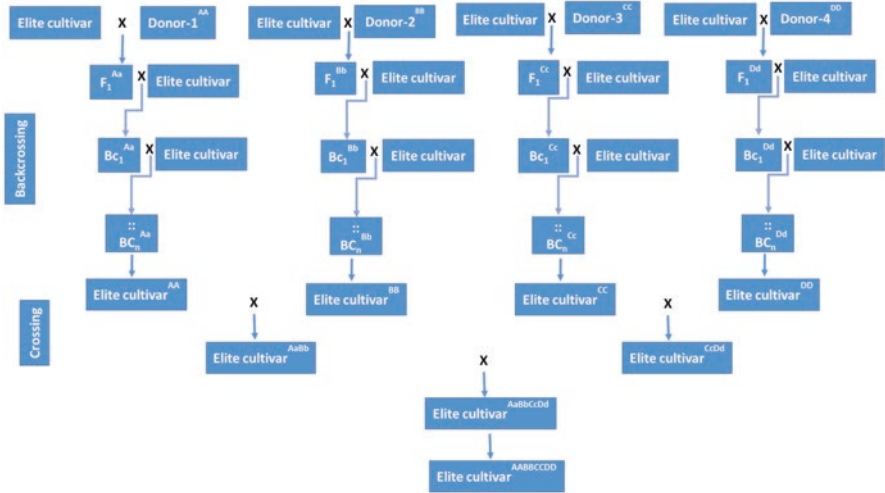 Elite cultivar X Donor-1^AA Elite cultivar X Donor-2^BB Elite cultivar X Donor-3^CC Elite cultivar X Donor-4^DD
F₁^Aa X Elite cultivar F₁^Bb X Elite cultivar F₁^Cc X Elite cultivar F₁^Dd X Elite cultivar
Backcrossing
Bc₁^Aa X Elite cultivar Bc₁^Bb X Elite cultivar Bc₁^Cc X Elite cultivar Bc₁^Dd X Elite cultivar
:: :: :: ::
BCₙ^Aa BCₙ^Bb BCₙ^Cc BCₙ^Dd
Elite cultivar^AA Elite cultivar^BB Elite cultivar^CC Elite cultivar^DD
Crossing
X X
Elite cultivar^AaBb Elite cultivar^CcDd
X
Elite cultivar^AaBbCcDd
Elite cultivar^AABBCCDD